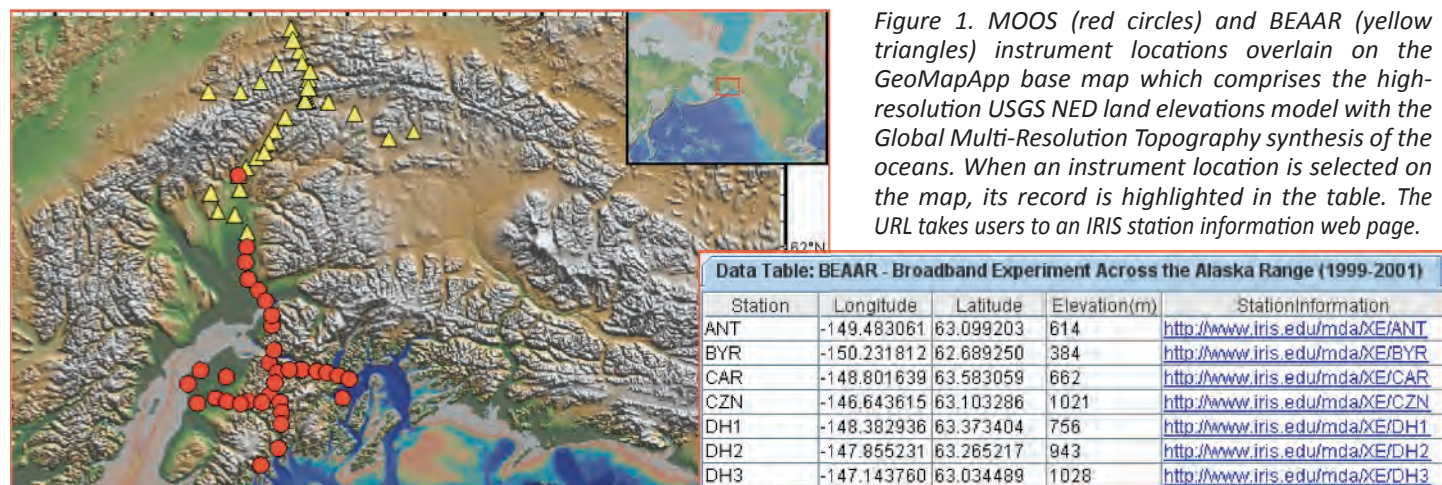 Figure 1. MOOS (red circles) and BEAAR (yellow
triangles) instrument locations overlain on the
GeoMapApp base map which comprises the high-
resolution USGS NED land elevations model with the
Global Multi-Resolution Topography synthesis of the
oceans. When an instrument location is selected on
the map, its record is highlighted in the table. The
URL takes users to an IRIS station information web page.
62°N
Data Table: BEAAR - Broadband Experiment Across the Alaska Range (1999-2001)
Station Longitude Latitude Elevation(m) StationInformation
ANT -149.483061 63.099203 614 http://www.iris.edu/mda/XE/ANT
BYR -150.231812 62.689250 384 http://www.iris.edu/mda/XE/BYR
CAR -148.801639 63.583059 662 http://www.iris.edu/mda/XE/CAR
CZN -146.643615 63.103286 1021 http://www.iris.edu/mda/XE/CZN
DH1 -148.382936 63.373404 756 http://www.iris.edu/mda/XE/DH1
DH2 -147.855231 63.265217 943 http://www.iris.edu/mda/XE/DH2
DH3 -147.143760 63.034489 1028 http://www.iris.edu/mda/XE/DH3